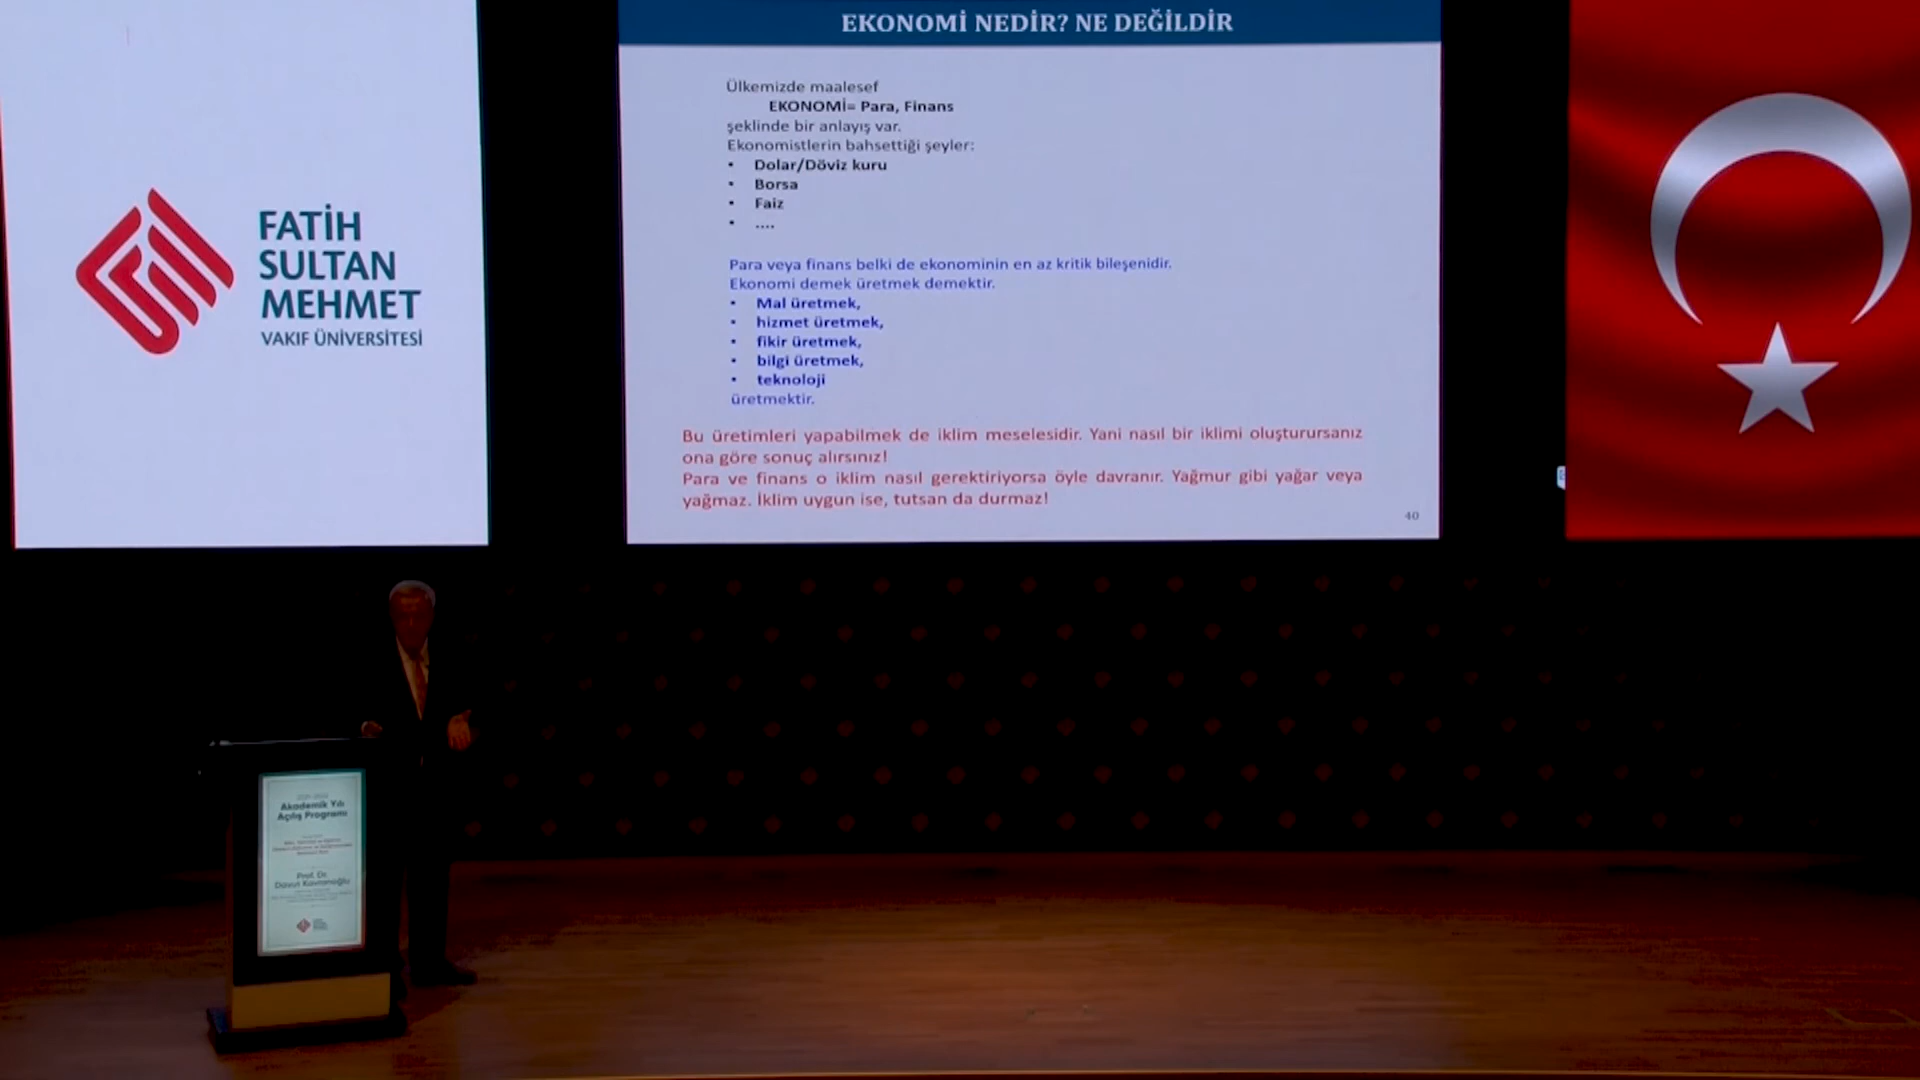 FATİH
SULTAN
MEHMET
VAKIF ÜNİVERSİTESİ
EKONOMİ NEDİR? NE DEĞİLDİR
Ülkemizde maalesef
EKONOMİ= Para, Finans
şeklinde bir anlayış var.
Ekonomistlerin bahsettiği şeyler:
• Dolar/Döviz kuru
• Borsa
• Faiz
• ....
Para veya finans belki de ekonominin en az kritik bileşenidir.
Ekonomi demek üretmek demektir.
• Mal üretmek,
• hizmet üretmek,
• fikir üretmek,
• bilgi üretmek,
• teknoloji
üretmektir.
Bu üretimleri yapabilmek de iklim meselesidir. Yani nasıl bir iklimi oluşturursanız
ona göre sonuç alırsınız!
Para ve finans o iklim nasıl gerektiriyorsa öyle davranır. Yağmur gibi yağar veya
yağmaz. İklim uygun ise, tutsan da durmaz!
40
Akademik Yılı
Açılış Programı
Prof. Dr.
Davut Kavranoğlu